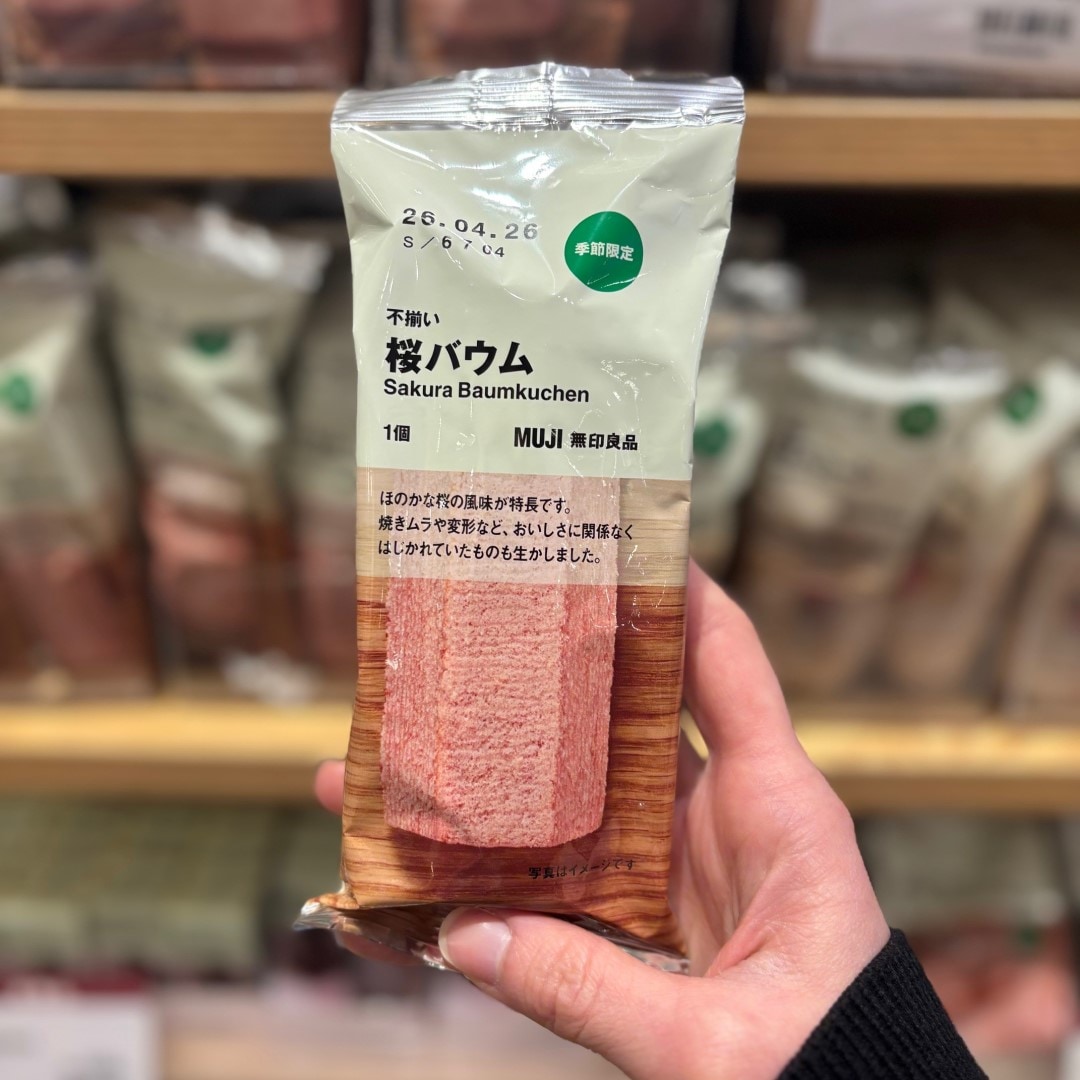 26.04.26
S／6 7 04
季節限定
不揃い
桜バウム
Sakura Baumkuchen
1個
MUJI 無印良品
ほのかな桜の風味が特長です。
焼きムラや変形など、おいしさに関係なく
はじかれていたものも生かしました。
写真はイメージです